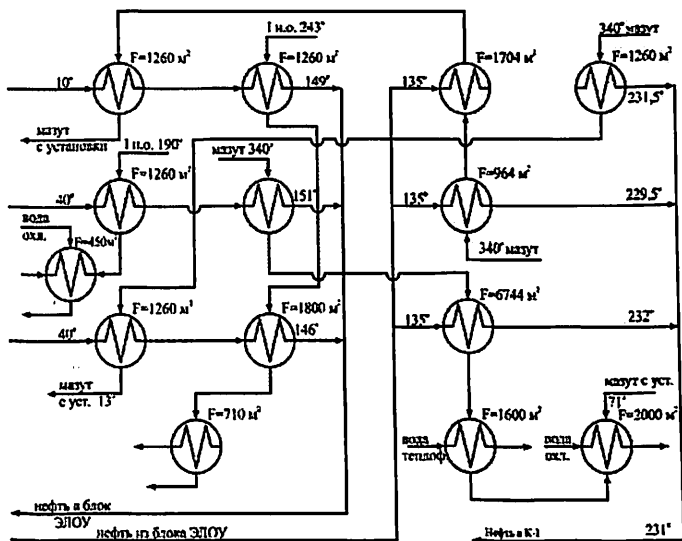 I н.о. 243°
340° мазут
F=1260 м²
F=1260 м²
F=1704 м²
F=1260 м²
10°
149°
135°
231,5°
мазут
с установки
I н.о. 190°
мазут 340°
F=1260 м²
F=964 м²
40°
151°
135°
229,5°
вода
охл.
F=450м²
340° мазут
F=1260 м²
F=1800 м²
F=6744 м²
40°
146°
135°
232°
мазут
с уст. 13°
мазут с уст.
71°
F=710 м²
F=1600 м²
F=2000 м²
вода
теплоф.
вода
охл.
нефть в блок
ЭЛОУ
нефть из блока ЭЛОУ
Нефть в К-1
231°